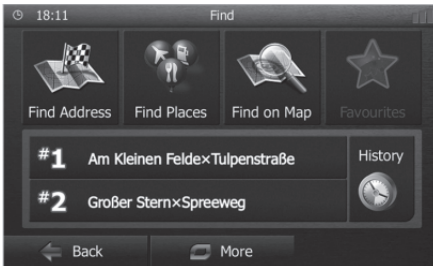 18:11 Find
Find Address Find Places Find on Map Favourites
#1 Am Kleinen Felde×Tulpenstraße History
#2 Großer Stern×Spreeweg
Back More